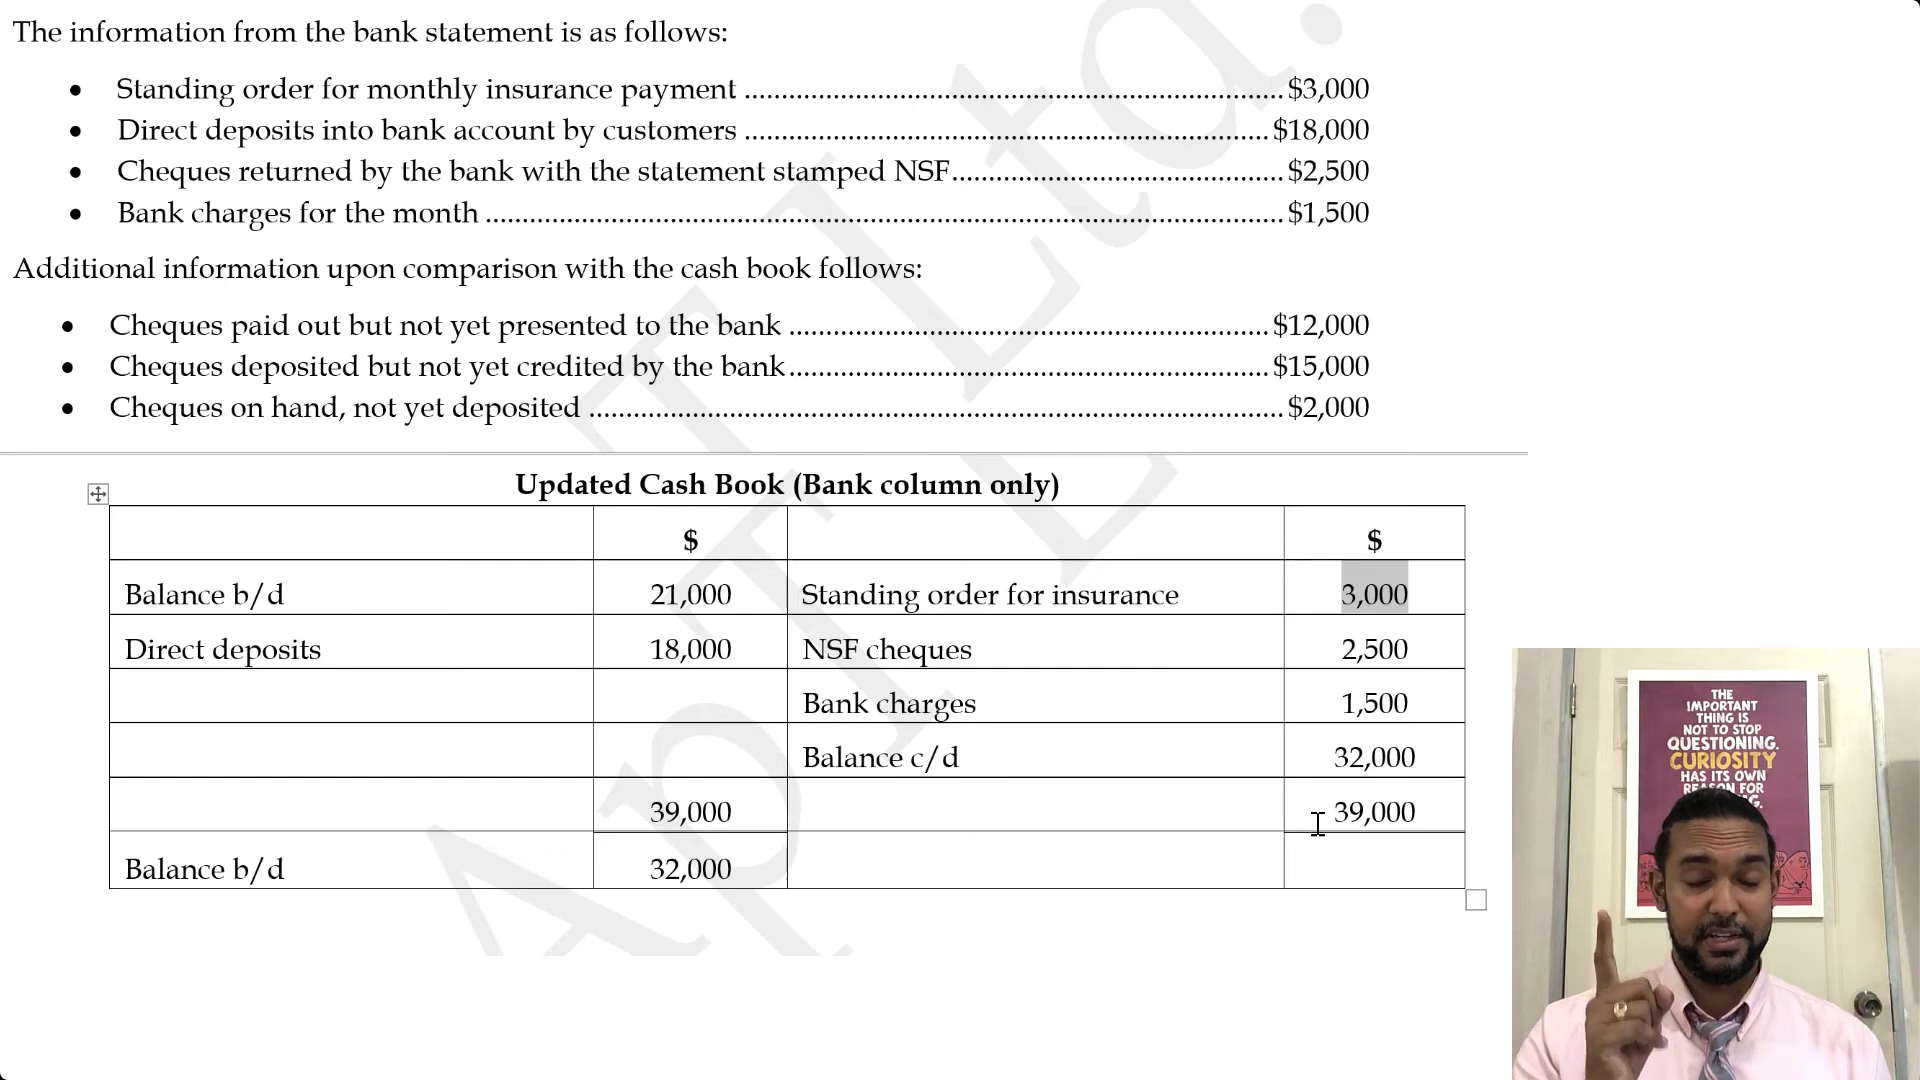 The information from the bank statement is as follows:
• Standing order for monthly insurance payment ........ $3,000
• Direct deposits into bank account by customers ........ $18,000
• Cheques returned by the bank with the statement stamped NSF........ $2,500
• Bank charges for the month ........ $1,500
Additional information upon comparison with the cash book follows:
• Cheques paid out but not yet presented to the bank ........ $12,000
• Cheques deposited but not yet credited by the bank ........ $15,000
• Cheques on hand, not yet deposited ........ $2,000
Updated Cash Book (Bank column only)
$ $
Balance b/d 21,000 Standing order for insurance 3,000
Direct deposits 18,000 NSF cheques 2,500
Bank charges 1,500
Balance c/d 32,000
39,000 39,000
Balance b/d 32,000
THE
IMPORTANT
THING IS
NOT TO STOP
QUESTIONING.
CURIOSITY
HAS ITS OWN
REASON FOR
G.
ApT Ltd.